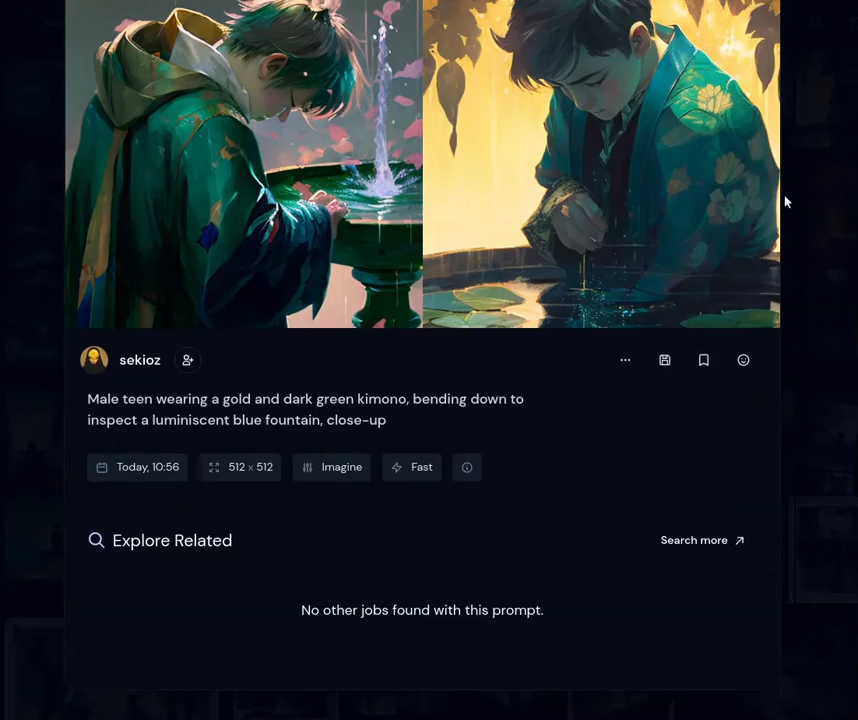 sekioz
Male teen wearing a gold and dark green kimono, bending down to
inspect a luminiscent blue fountain, close-up
Today, 10:56 512 x 512 Imagine Fast
Explore Related Search more
No other jobs found with this prompt.